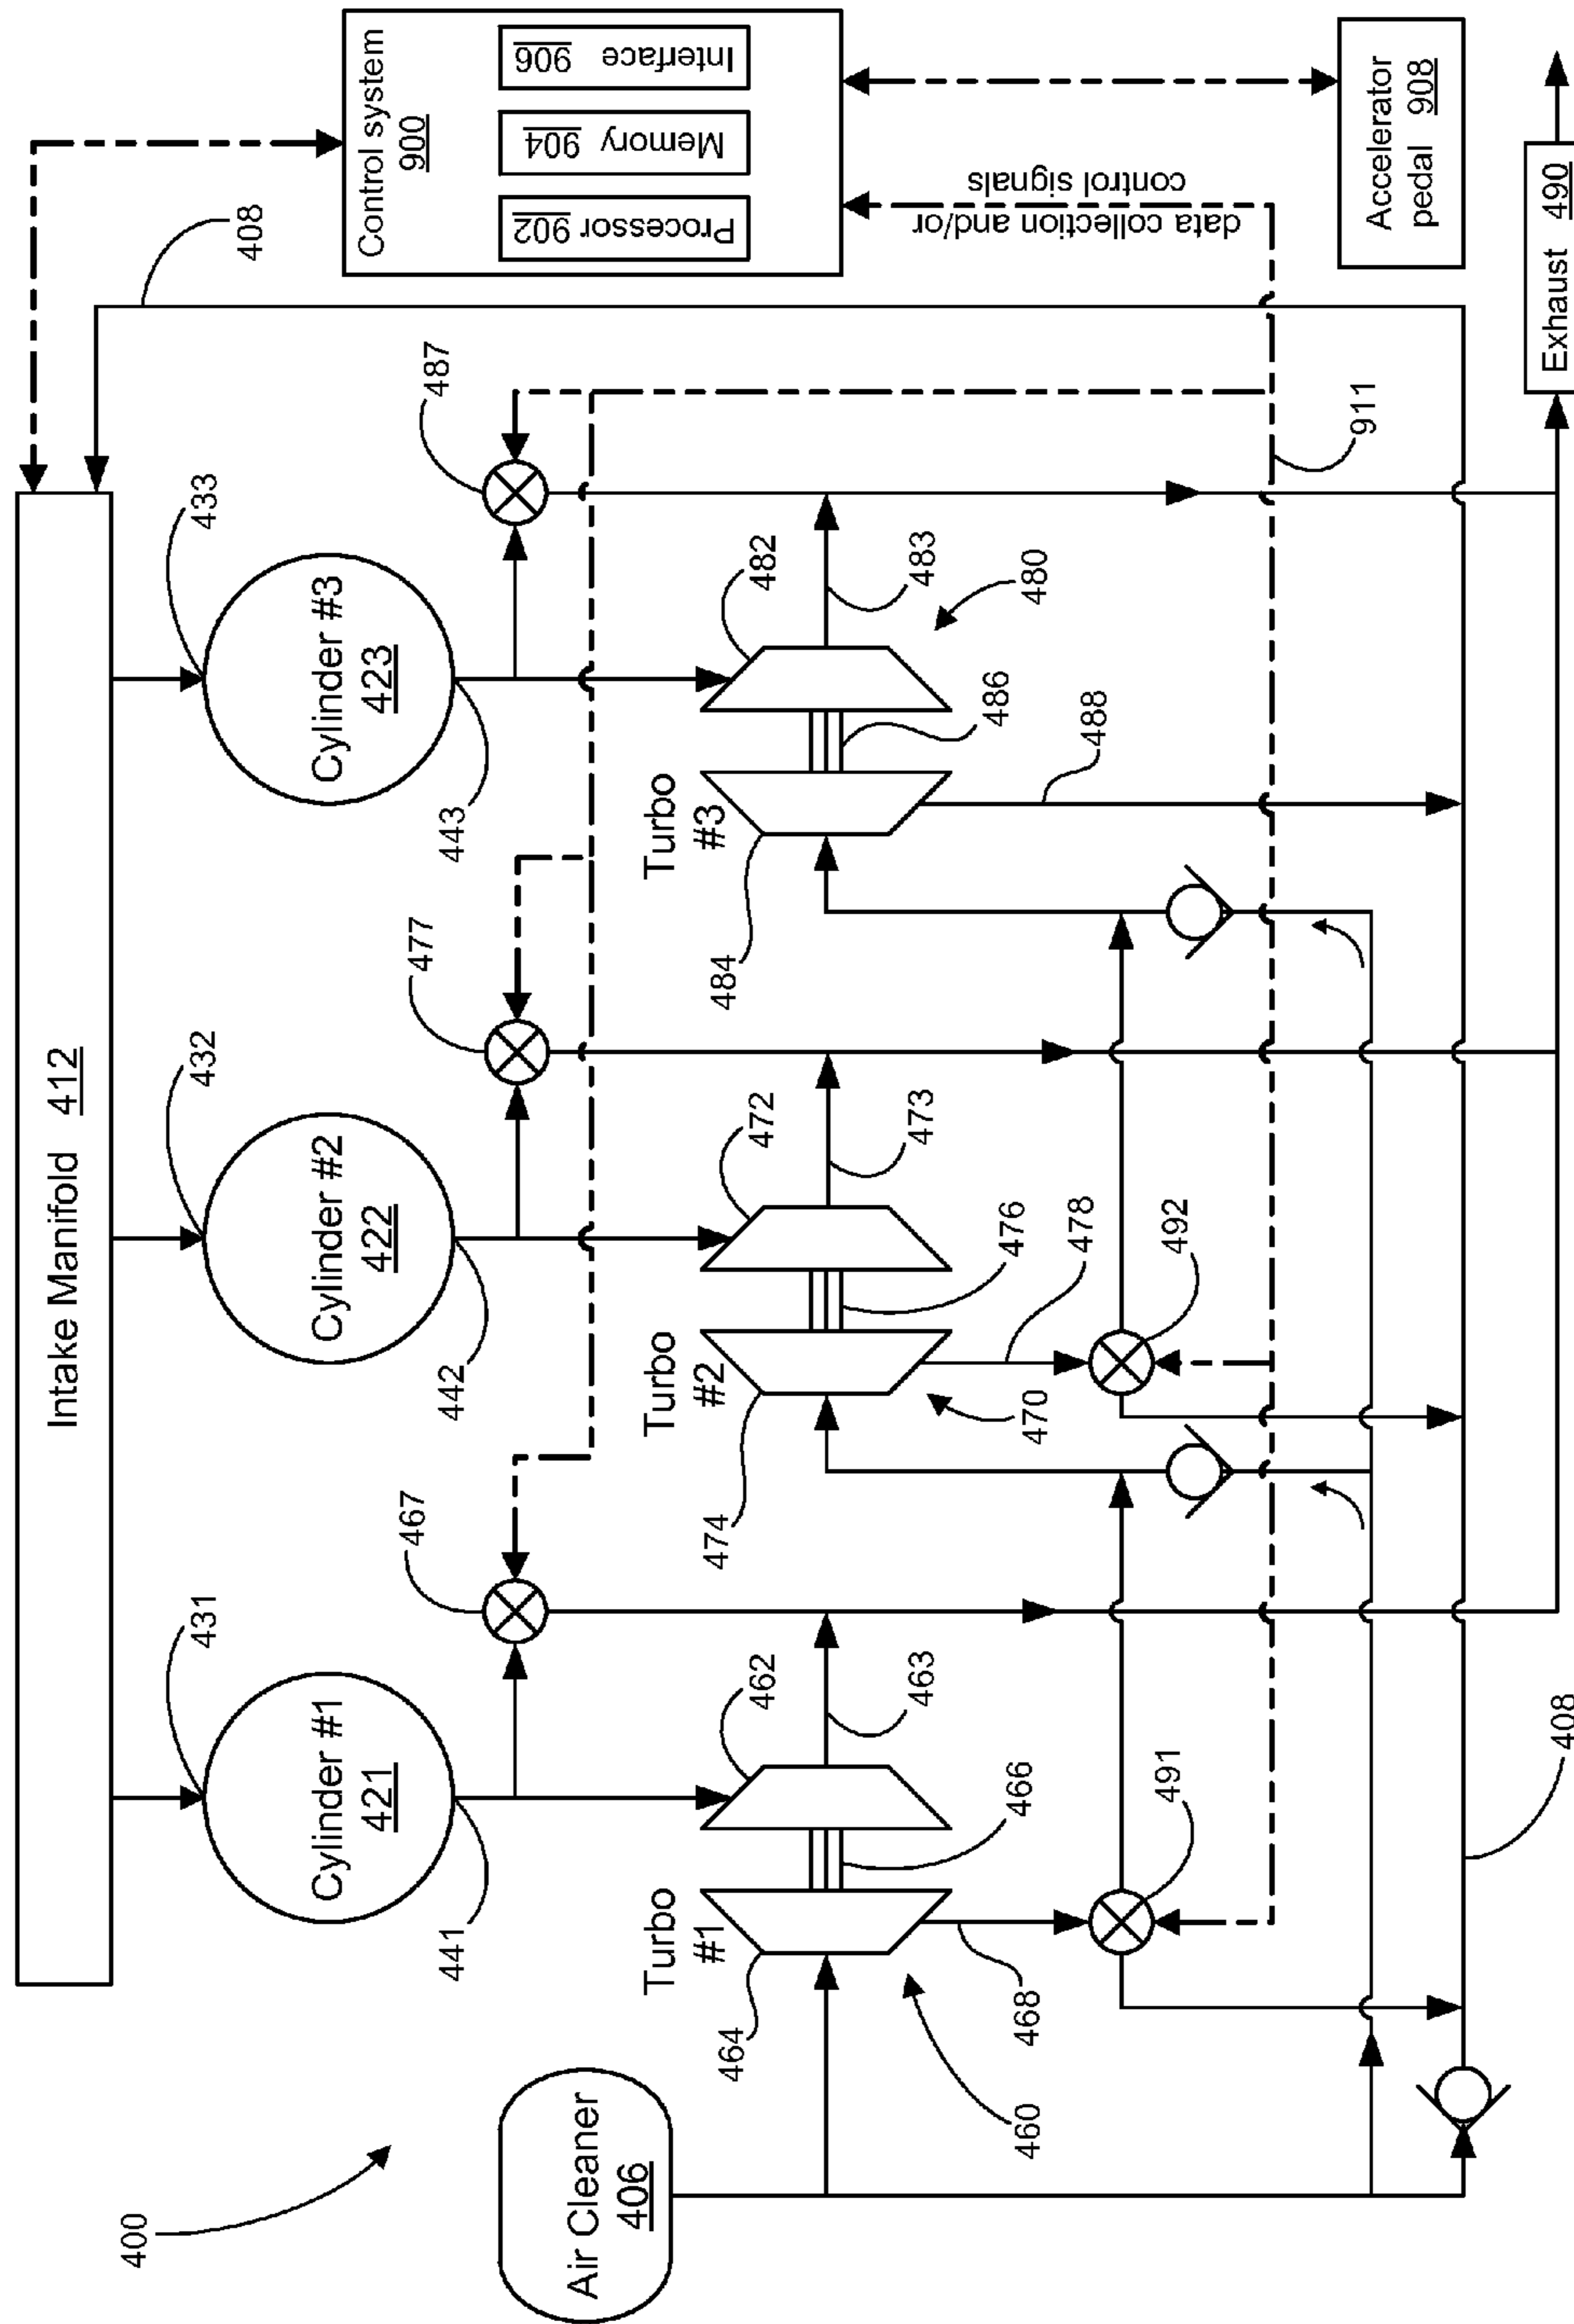 400
Air Cleaner
406
Intake Manifold 412
431
Cylinder #1
421
441
467
Turbo
#1
464
462
463
466
468
460
491
408
432
Cylinder #2
422
442
477
Turbo
#2
474
472
473
476
478
470
492
433
Cylinder #3
423
443
487
Turbo
#3
484
482
483
480
486
488
911
408
Control system
900
Processor 902
Memory 904
Interface 906
data collection and/or
control signals
Accelerator
pedal 908
Exhaust 490